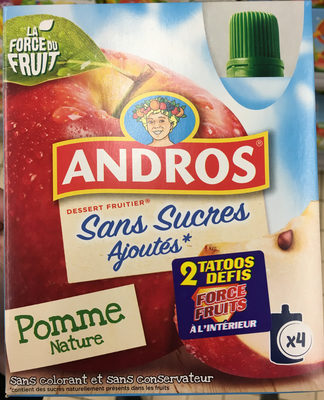 LA
FORCE DU
FRUIT
ANDROS®
DESSERT FRUITIER®
Sans Sucres
Ajoutés*
2 TATOOS
DEFIS
FORCE
FRUITS
À L'INTÉRIEUR
Pomme
Nature
x4
Sans colorant et sans conservateur
*contient des sucres naturellement présents dans les fruits